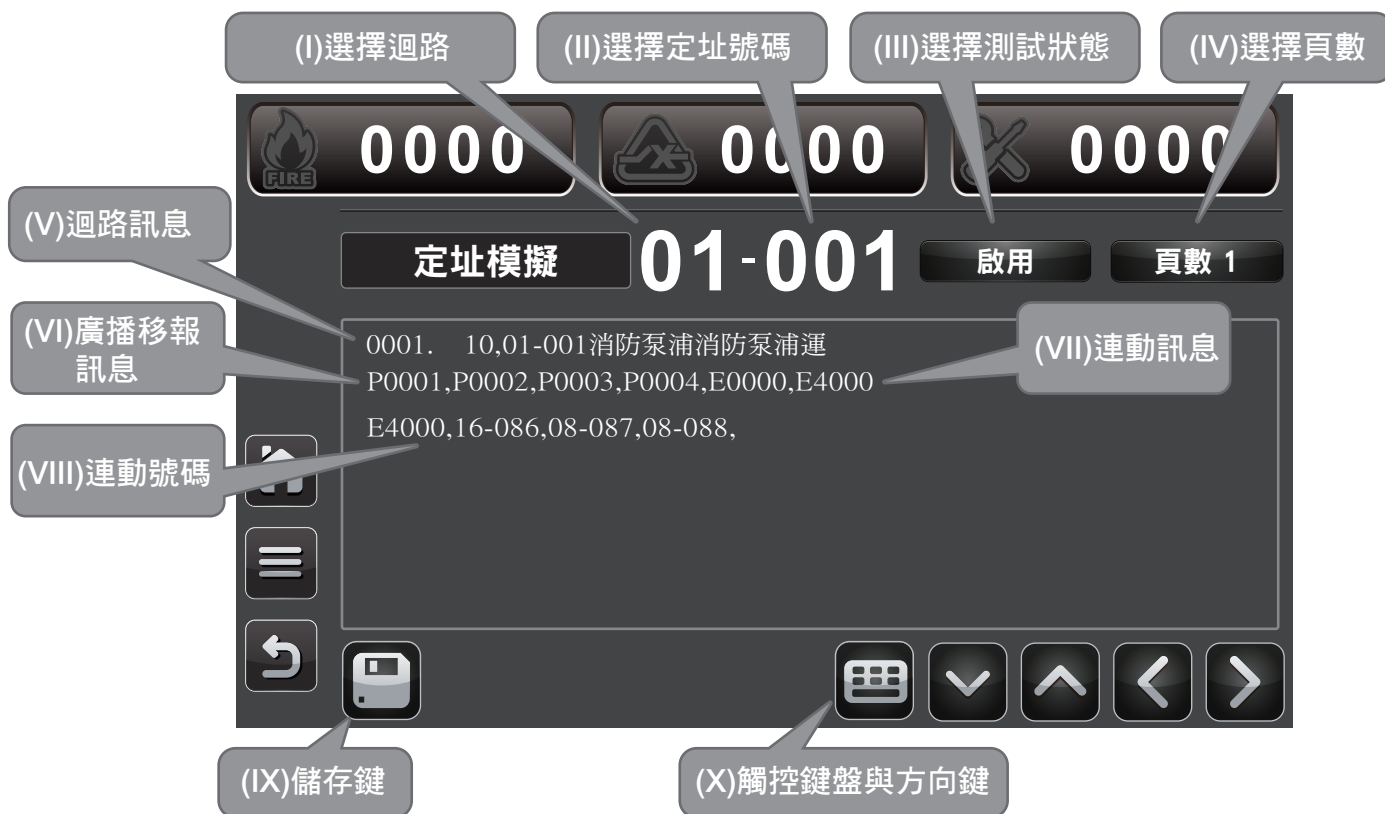 (I)選擇迴路
(II)選擇定址號碼
(III)選擇測試狀態
(IV)選擇頁數
FIRE
0000
0000
0000
(V)迴路訊息
定址模擬
01-001
啟用
頁數 1
(VI)廣播移報
訊息
0001. 10,01-001消防泵浦消防泵浦運
P0001,P0002,P0003,P0004,E0000,E4000
(VII)連動訊息
E4000,16-086,08-087,08-088,
(VIII)連動號碼
(IX)儲存鍵
(X)觸控鍵盤與方向鍵